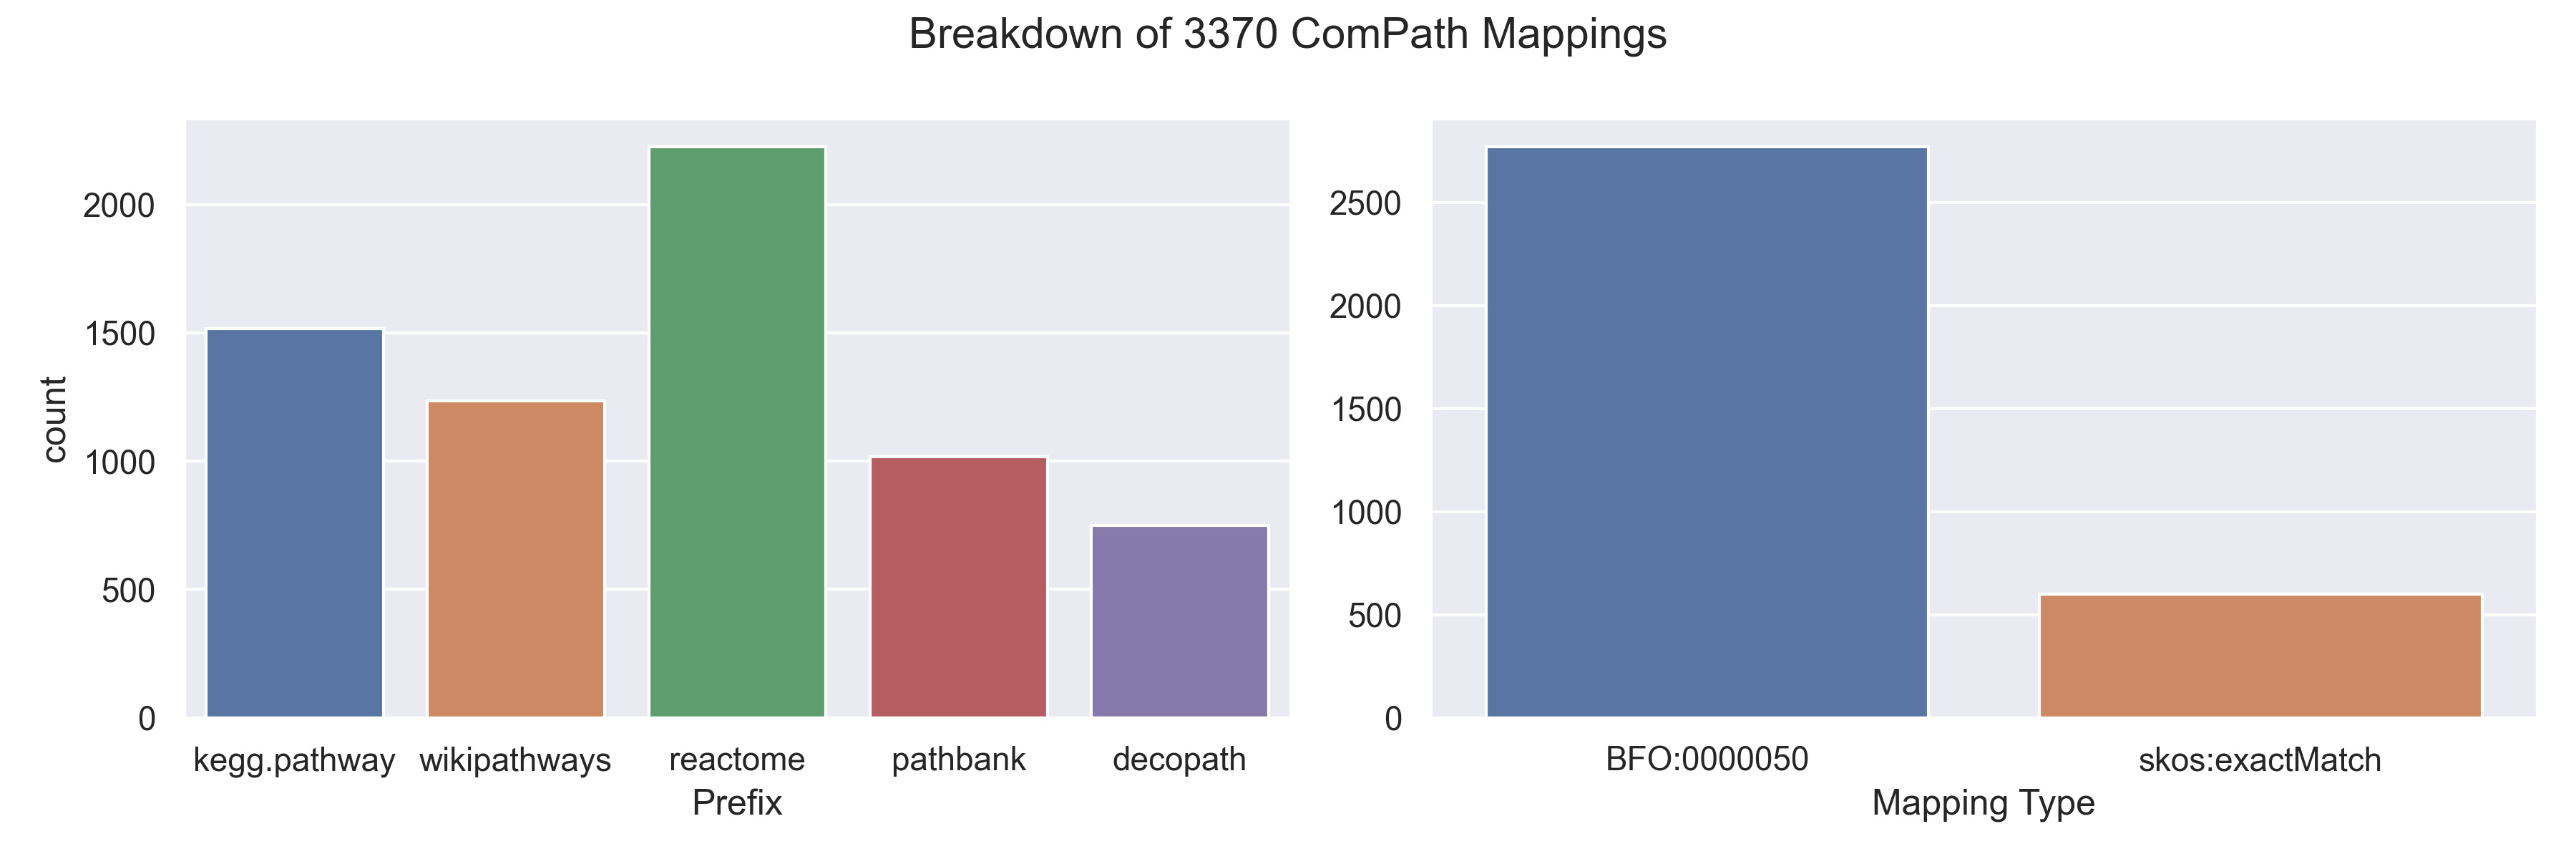 Breakdown of 3370 ComPath Mappings
count
2000
1500
1000
500
0
kegg.pathway wikipathways reactome pathbank decopath
Prefix
2500
2000
1500
1000
500
0
BFO:0000050 skos:exactMatch
Mapping Type